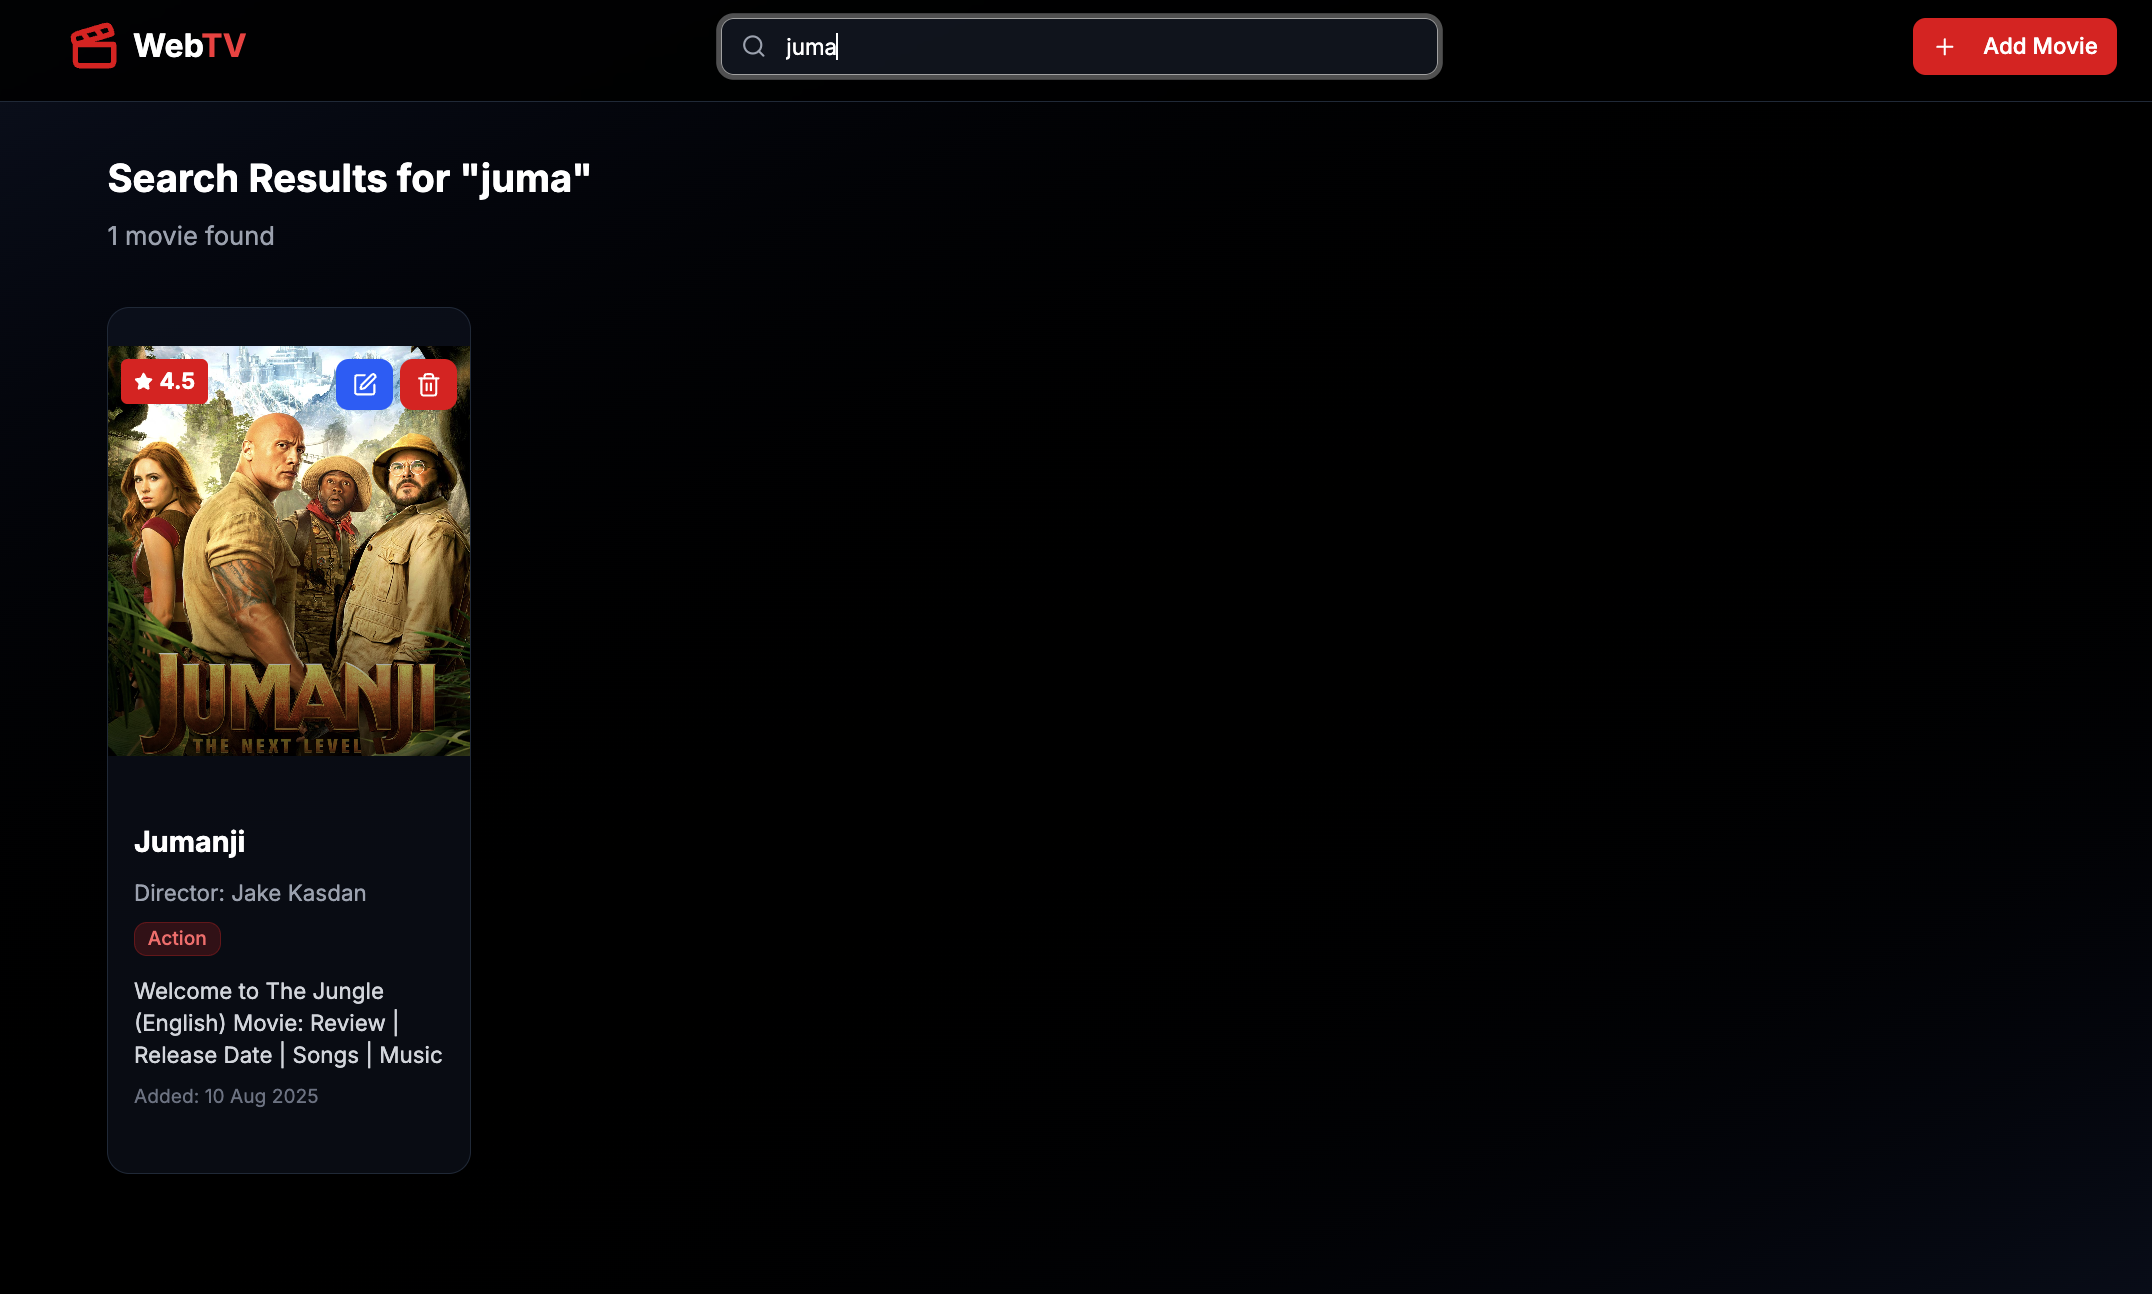 WebTV
juma
Add Movie
Search Results for "juma"
1 movie found
4.5
JUMANJI
THE NEXT LEVEL
Jumanji
Director: Jake Kasdan
Action
Welcome to The Jungle
(English) Movie: Review |
Release Date | Songs | Music
Added: 10 Aug 2025